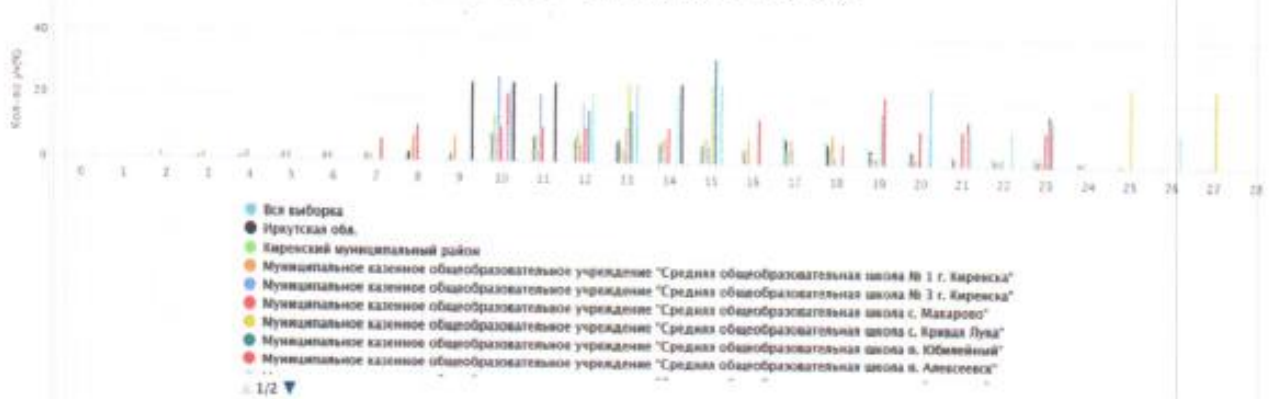 40
Кол-во уч(%)
20
0
0 1 2 3 4 5 6 7 8 9 10 11 12 13 14 15 16 17 18 19 20 21 22 23 24 25 26 27 28
Вся выборка
Иркутская обл.
Киренский муниципальный район
Муниципальное казенное общеобразовательное учреждение "Средняя общеобразовательная школа № 1 г. Киренска"
Муниципальное казенное общеобразовательное учреждение "Средняя общеобразовательная школа № 3 г. Киренска"
Муниципальное казенное общеобразовательное учреждение "Средняя общеобразовательная школа с. Макарово"
Муниципальное казенное общеобразовательное учреждение "Средняя общеобразовательная школа с. Кривая Лука"
Муниципальное казенное общеобразовательное учреждение "Средняя общеобразовательная школа п. Юбилейный"
Муниципальное казенное общеобразовательное учреждение "Средняя общеобразовательная школа п. Алексеевск"
1/2